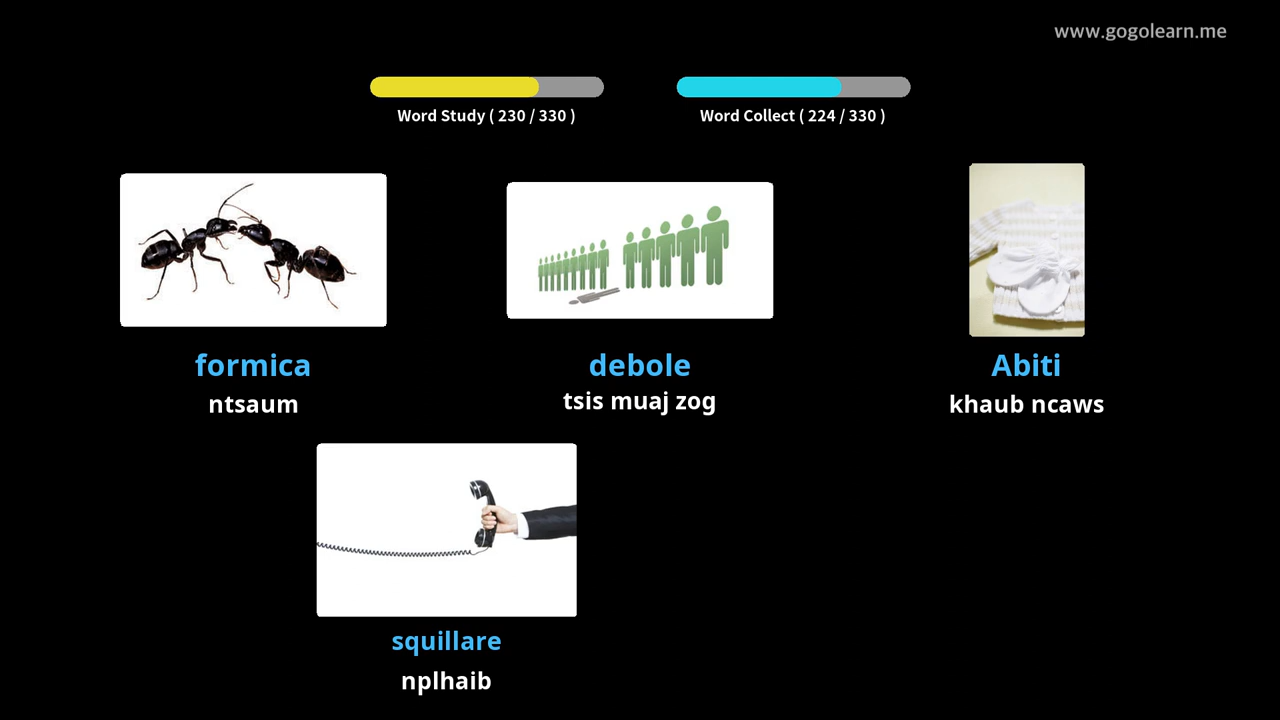 www.gogolearn.me
Word Study ( 230 / 330 )
Word Collect ( 224 / 330 )
formica
ntsaum
debole
tsis muaj zog
Abiti
khaub ncaws
squillare
nplhaib